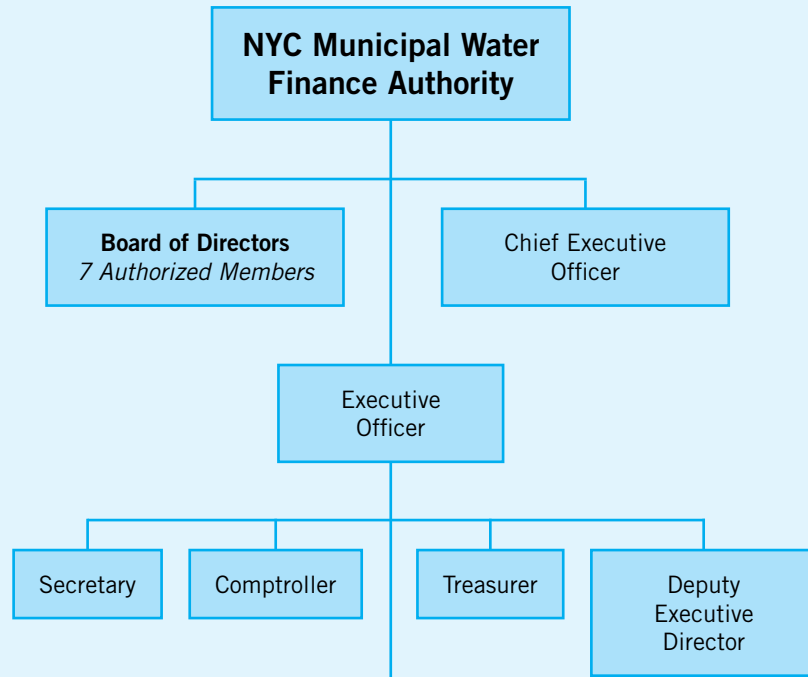 NYC Municipal Water
Finance Authority
Board of Directors
7 Authorized Members
Chief Executive
Officer
Executive
Officer
Secretary
Comptroller
Treasurer
Deputy
Executive
Director